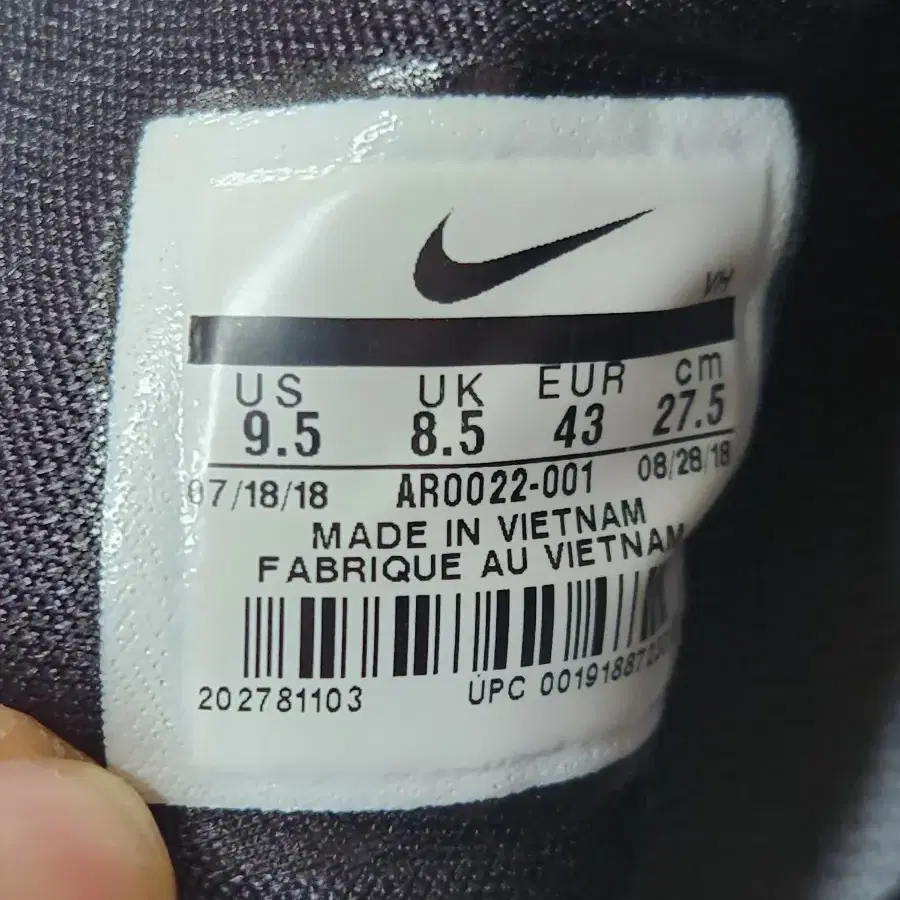 VH
US UK EUR cm
9.5 8.5 43 27.5
07/18/18 AR0022-001 08/28/18
MADE IN VIETNAM
FABRIQUE AU VIETNAM
202781103 UPC